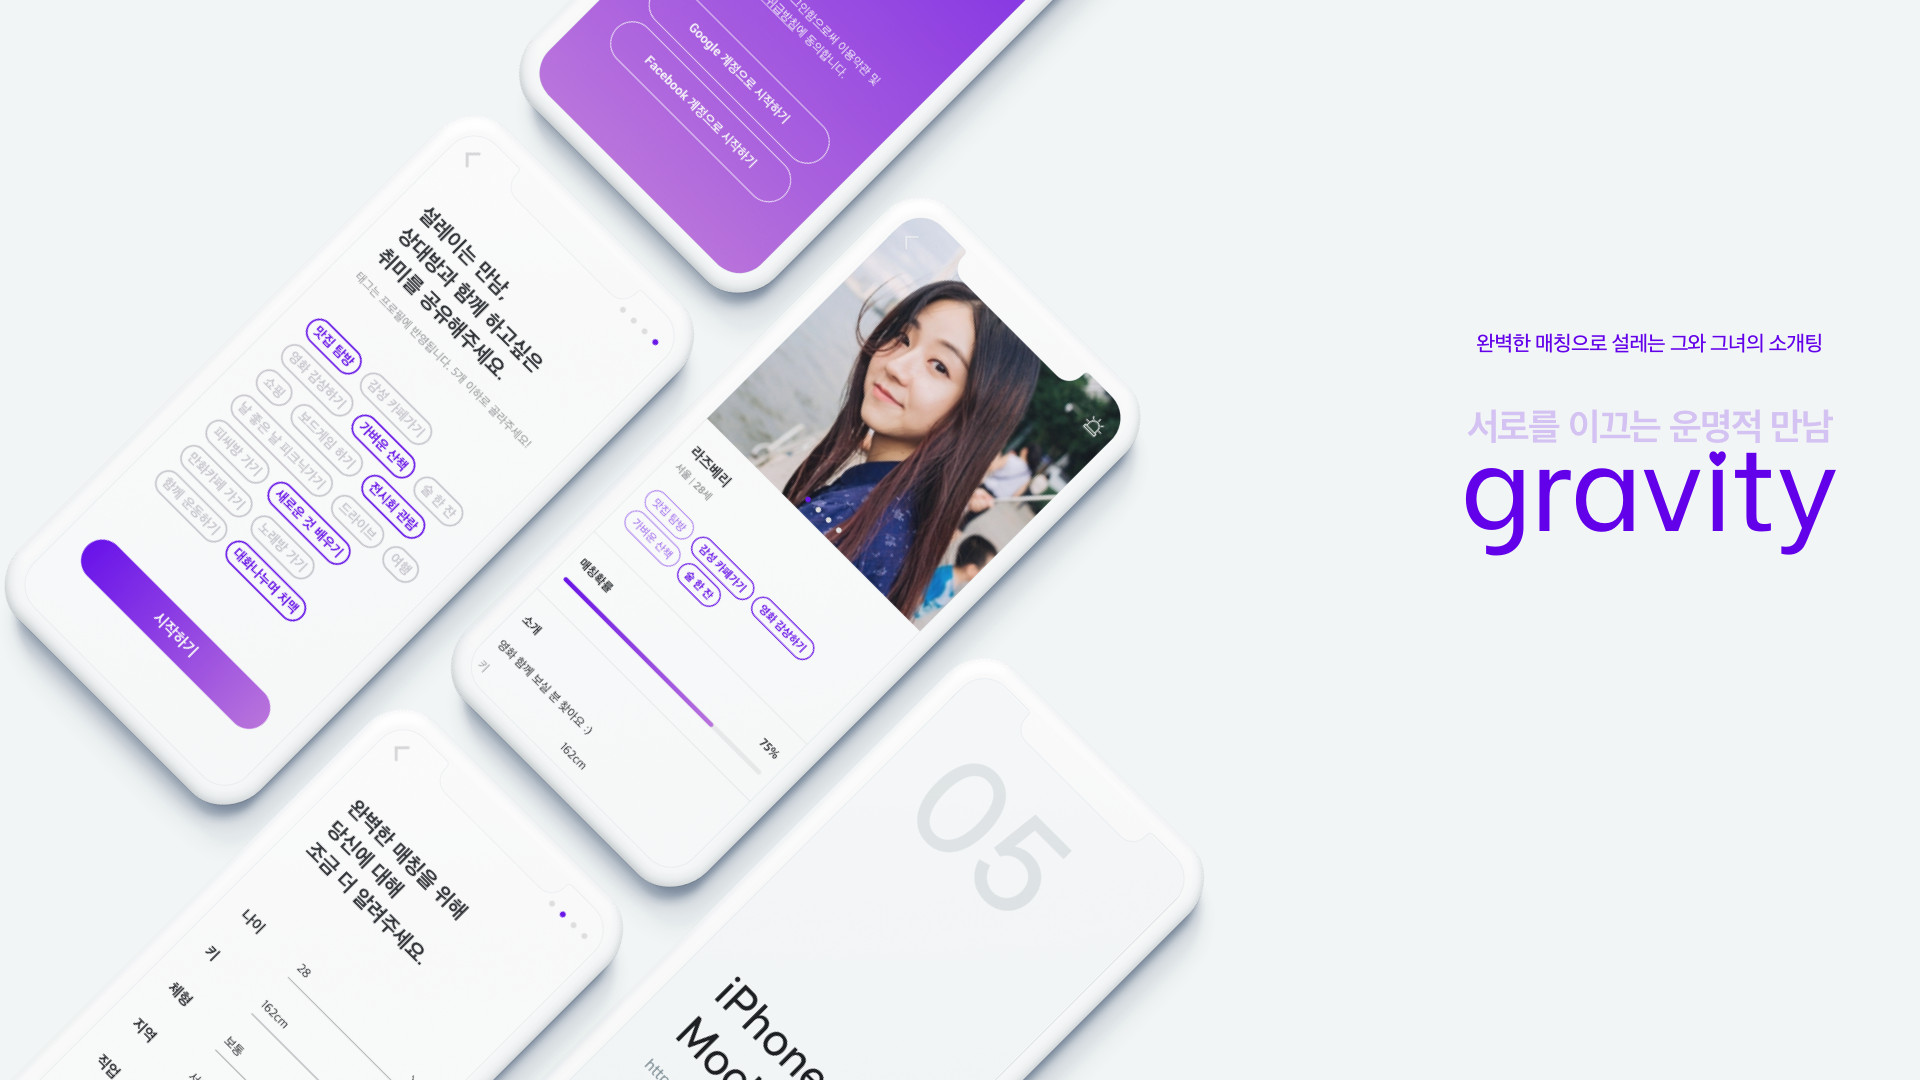 그인함으로써 이용약관 및
취급방침에 동의합니다.
Google 계정으로 시작하기
Facebook 계정으로 시작하기
설레이는 만남,
상대방과 함께 하고싶은
취미를 공유해주세요.
태그는 프로필에 반영됩니다. 5개 이하로 골라주세요!
맛집 탐방
감성 카페가기
영화 감상하기
가벼운 산책
술 한 잔
쇼핑
보드게임 하기
전시회 관람
날 좋은 날 피크닉가기
드라이브
여행
피씨방 가기
새로운 것 배우기
만화카페 가기
노래방 가기
함께 운동하기
대화나누며 치맥
시작하기
라즈베리
서울 | 28세
맛집 탐방
감성 카페가기
영화 감상하기
가벼운 산책
술 한 잔
매칭확률
75%
소개
영화 함께 보실 분 찾아요 :)
키
162cm
완벽한 매칭을 위해
당신에 대해
조금 더 알려주세요.
나이
28
키
162cm
체형
보통
지역
직업
05
iPhone
완벽한 매칭으로 설레는 그와 그녀의 소개팅
서로를 이끄는 운명적 만남
gravity